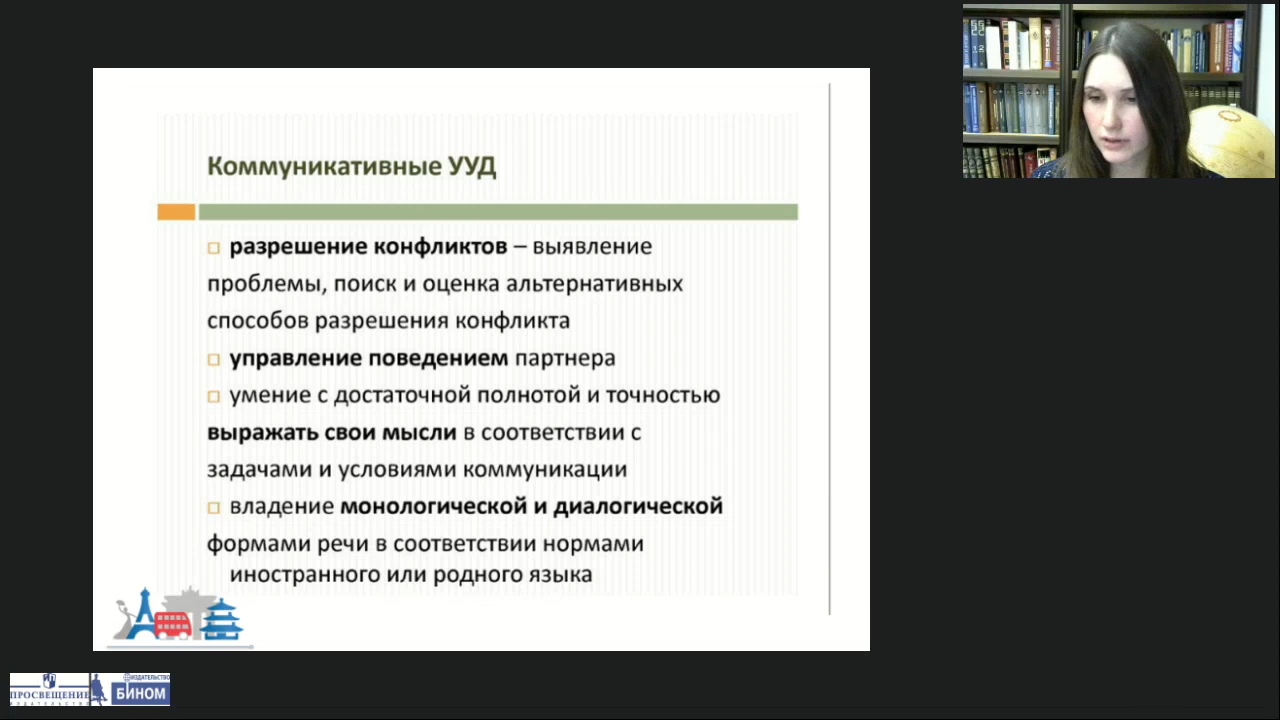 Коммуникативные УУД
разрешение конфликтов – выявление
проблемы, поиск и оценка альтернативных
способов разрешения конфликта
управление поведением партнера
умение с достаточной полнотой и точностью
выражать свои мысли в соответствии с
задачами и условиями коммуникации
владение монологической и диалогической
формами речи в соответствии нормами
иностранного или родного языка
ПРОСВЕЩЕНИЕ
ИЗДАТЕЛЬСТВО
ИЗДАТЕЛЬСТВО
БИНОМ